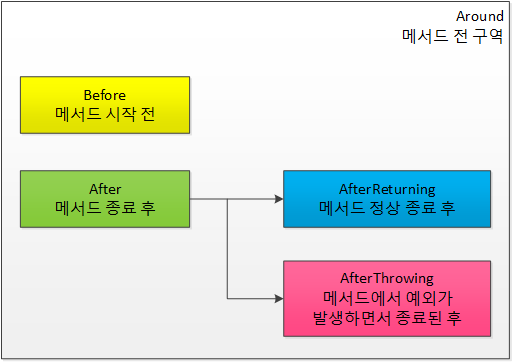 Around
메서드 전 구역
Before
메서드 시작 전
After
메서드 종료 후
AfterReturning
메서드 정상 종료 후
AfterThrowing
메서드에서 예외가
발생하면서 종료된 후